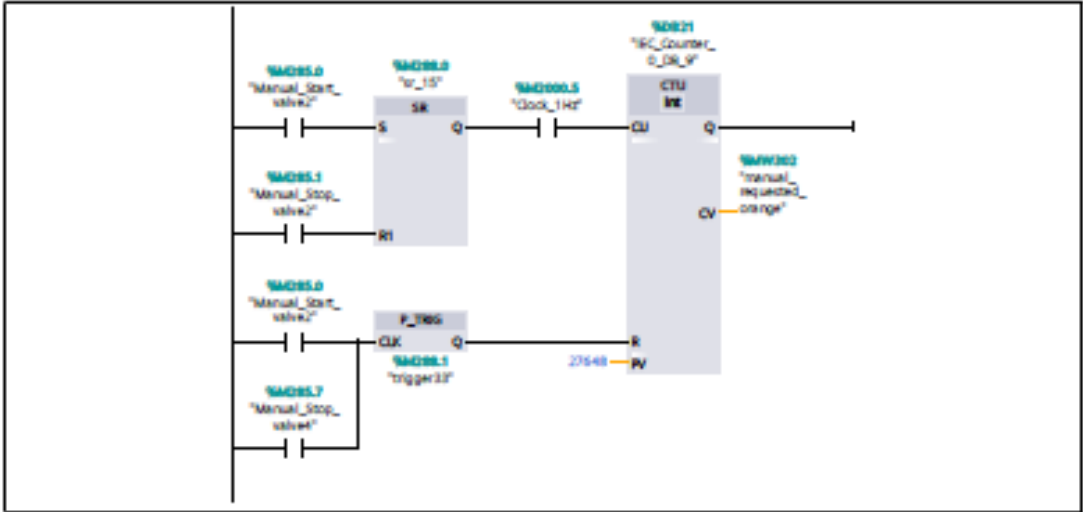 %DB21
"IEC_Counter_
0_DB_9"
%M285.0
"Manual_Start_
valve2"
%M288.0
"sr_15"
SR
S
Q
%M2000.5
"Clock_1Hz"
CTU
Int
CU
Q
%M285.1
"Manual_Stop_
valve2"
R1
%MW302
"manual_
requested_
orange"
CV
%M285.0
"Manual_Start_
valve2"
P_TRIG
CLK
Q
%M288.1
"trigger33"
R
27648
PV
%M285.7
"Manual_Stop_
valve4"